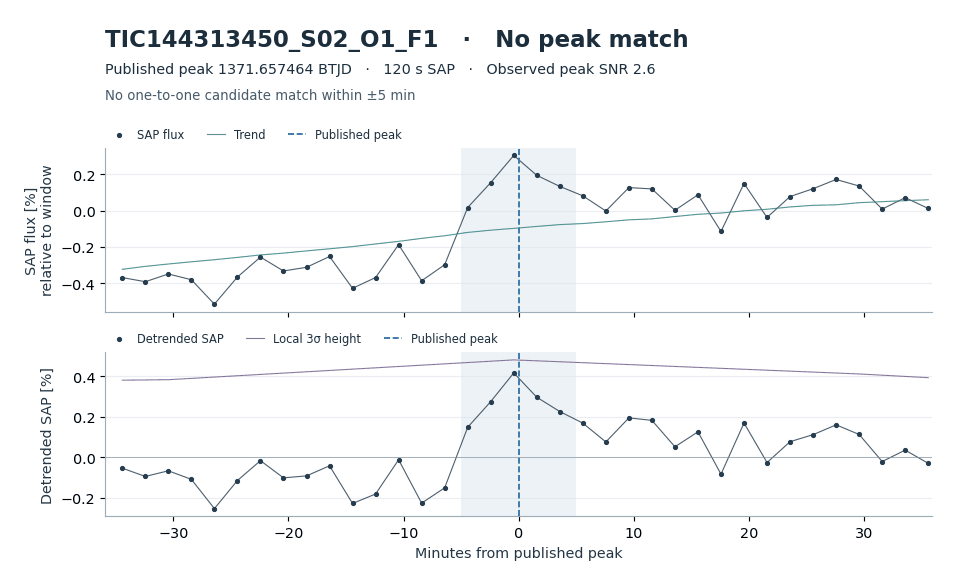 TIC144313450_S02_O1_F1 · No peak match
Published peak 1371.657464 BTJD · 120 s SAP · Observed peak SNR 2.6
No one-to-one candidate match within ±5 min
SAP flux Trend Published peak
SAP flux [%]
relative to window
0.2
0.0
−0.2
−0.4
Detrended SAP Local 3σ height Published peak
Detrended SAP [%]
0.4
0.2
0.0
−0.2
−30 −20 −10 0 10 20 30
Minutes from published peak